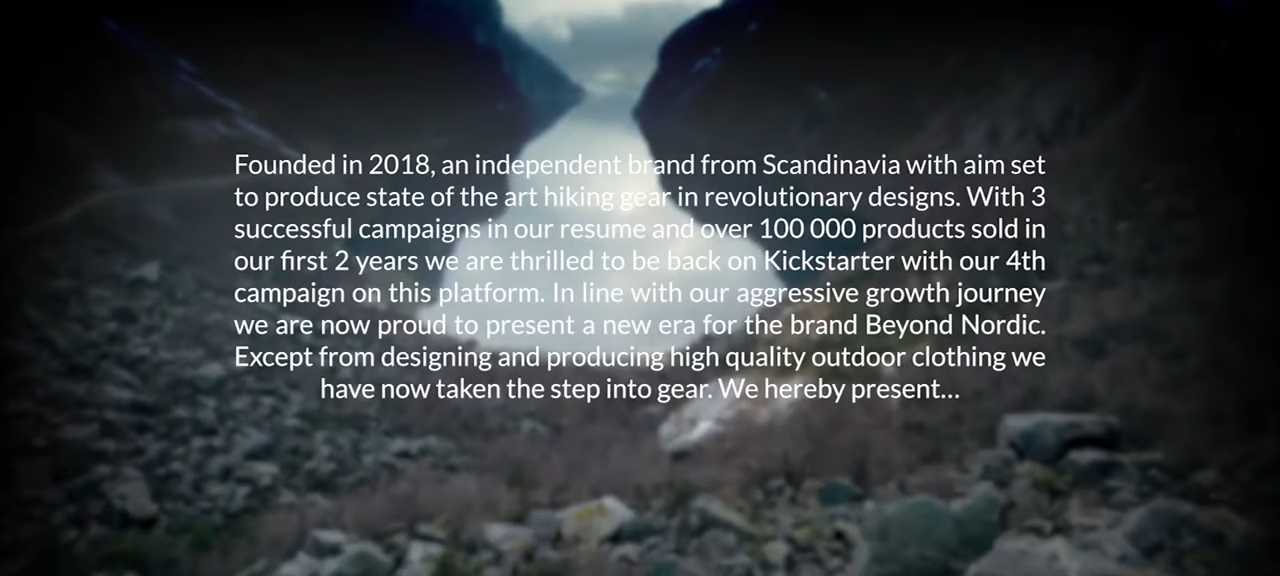 Founded in 2018, an independent brand from Scandinavia with aim set
to produce state of the art hiking gear in revolutionary designs. With 3
successful campaigns in our resume and over 100 000 products sold in
our first 2 years we are thrilled to be back on Kickstarter with our 4th
campaign on this platform. In line with our aggressive growth journey
we are now proud to present a new era for the brand Beyond Nordic.
Except from designing and producing high quality outdoor clothing we
have now taken the step into gear. We hereby present...